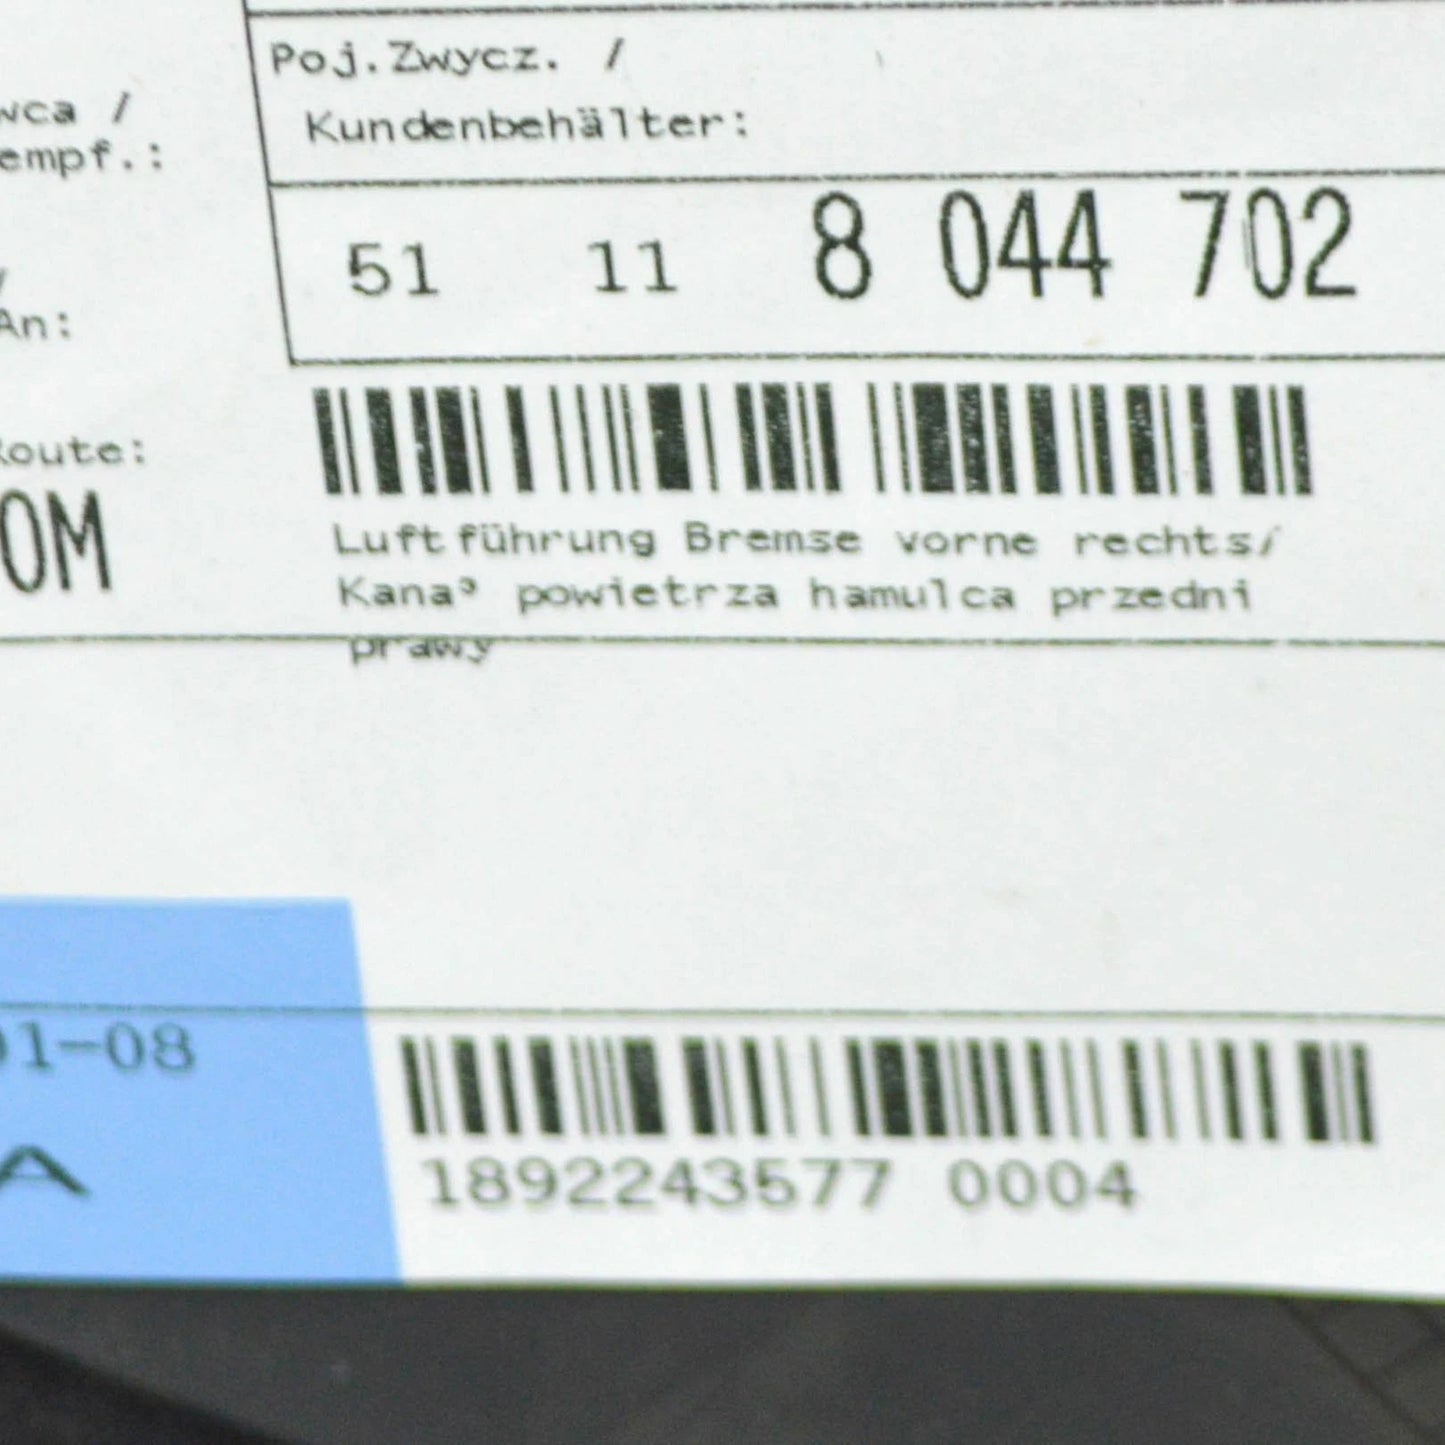 Poj.Zwycz. /
Kundenbehälter:
wca /
empf.:
51 11 8 044 702
An:
Route:
OM
Luftführung Bremse vorne rechts/
Kana³ powietrza hamulca przedni
prawy
01-08
A
1892243577 0004